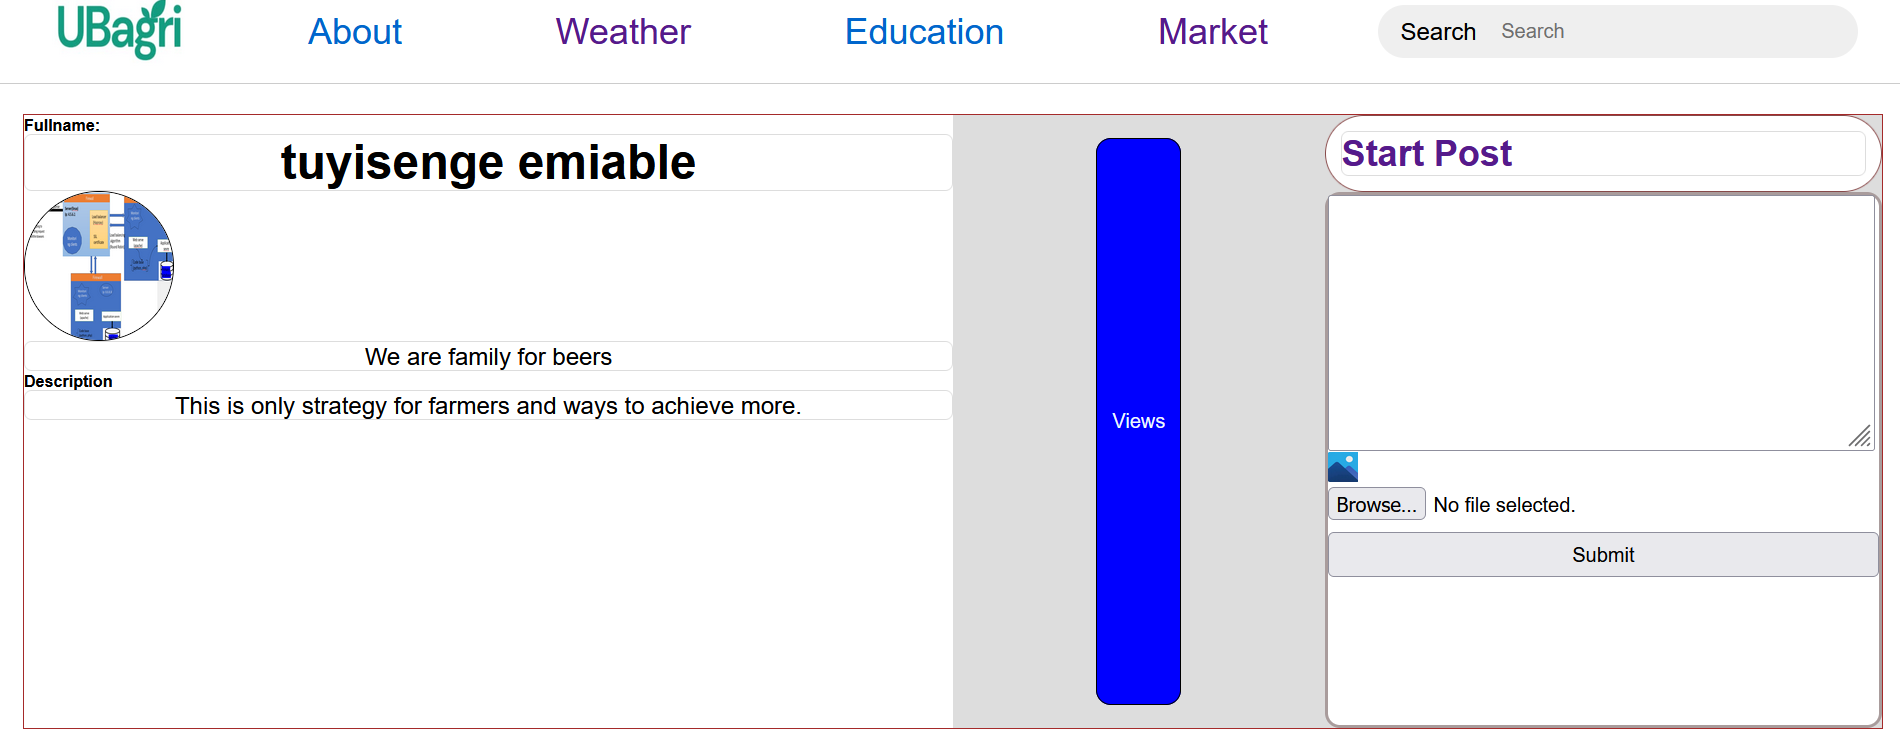 UBagri
About
Weather
Education
Market
Search
Search
Fullname:
tuyisenge emiable
We are family for beers
Description
This is only strategy for farmers and ways to achieve more.
Views
Start Post
Browse...
No file selected.
Submit